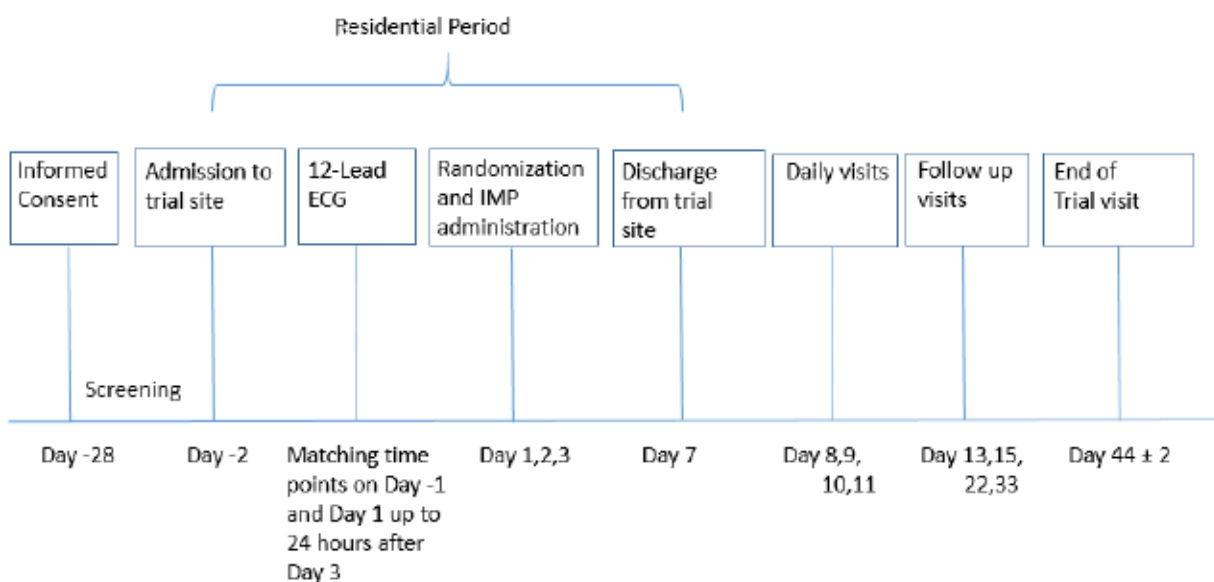 Residential Period
Informed
Consent
Admission to
trial site
12-Lead
ECG
Randomization
and IMP
administration
Discharge
from trial
site
Daily visits
Follow up
visits
End of
Trial visit
Screening
Day -28
Day -2
Matching time
points on Day -1
and Day 1 up to
24 hours after
Day 3
Day 1,2,3
Day 7
Day 8,9,
10,11
Day 13,15,
22,33
Day 44 ± 2